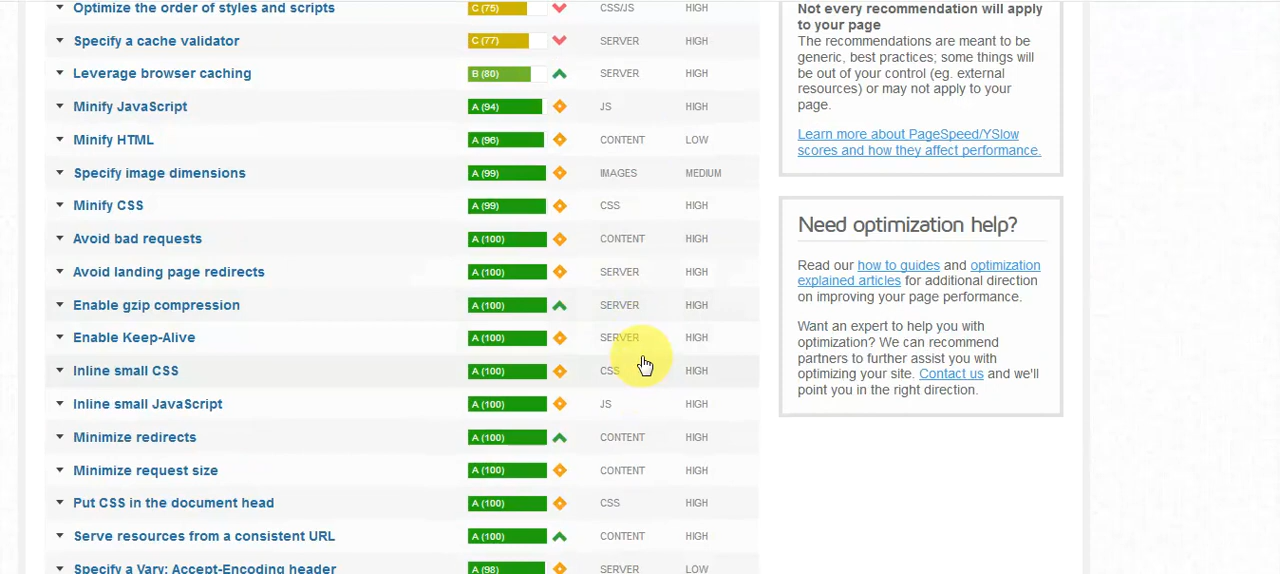 Optimize the order of styles and scripts C (75) CSS/JS HIGH
Specify a cache validator C (77) SERVER HIGH
Leverage browser caching B (80) SERVER HIGH
Minify JavaScript A (94) JS HIGH
Minify HTML A (96) CONTENT LOW
Specify image dimensions A (99) IMAGES MEDIUM
Minify CSS A (99) CSS HIGH
Avoid bad requests A (100) CONTENT HIGH
Avoid landing page redirects A (100) SERVER HIGH
Enable gzip compression A (100) SERVER HIGH
Enable Keep-Alive A (100) SERVER HIGH
Inline small CSS A (100) CSS HIGH
Inline small JavaScript A (100) JS HIGH
Minimize redirects A (100) CONTENT HIGH
Minimize request size A (100) CONTENT HIGH
Put CSS in the document head A (100) CSS HIGH
Serve resources from a consistent URL A (100) CONTENT HIGH
Specify a Vary: Accept-Encoding header A (98) SERVER LOW
Not every recommendation will apply
to your page
The recommendations are meant to be
generic, best practices; some things will
be out of your control (eg. external
resources) or may not apply to your
page.
Learn more about PageSpeed/YSlow
scores and how they affect performance.
Need optimization help?
Read our how to guides and optimization
explained articles for additional direction
on improving your page performance.
Want an expert to help you with
optimization? We can recommend
partners to further assist you with
optimizing your site. Contact us and we'll
point you in the right direction.